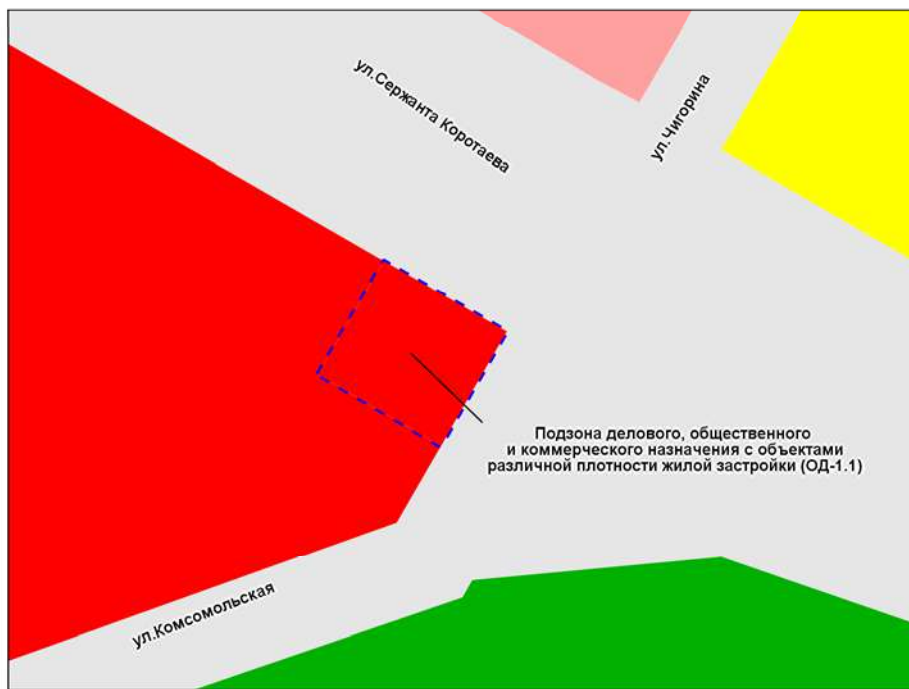 ул.Сержанта Коротаева
ул.Чигорина
Подзона делового, общественного
и коммерческого назначения с объектами
различной плотности жилой застройки (ОД-1.1)
ул.Комсомольская